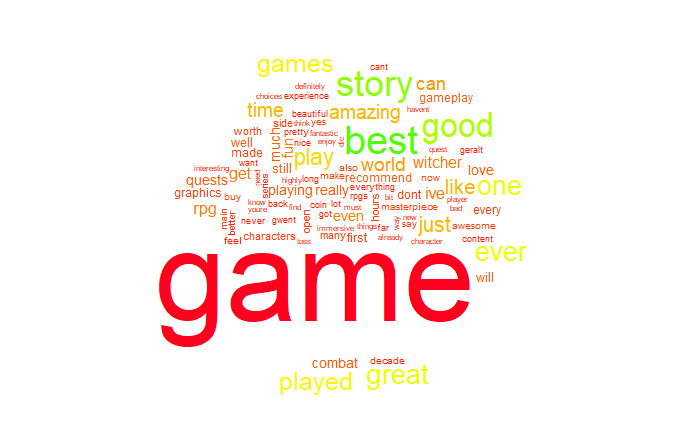 cant
games
definitely
story
can
choices
experience
gameplay
time
beautiful
amazing
havent
side
think
yes
good
worth
much
pretty
fantastic
best
well
fun
nice
enjoy
dlc
quest
geralt
made
play
want
still
also
world
witcher
interesting
get
need
highly
long
make
recommend
love
quests
series
everything
now
one
graphics
buy
playing
really
hours
dont
ive
like
player
know
back
find
coin
lot
rpgs
bit
masterpiece
bad
every
rpg
main
better
youre
never
gwent
open
got
must
even
way
new
say
just
awesome
immersive
things
far
feel
characters
toss
many
first
already
character
content
ever
game
will
combat
decade
played
great